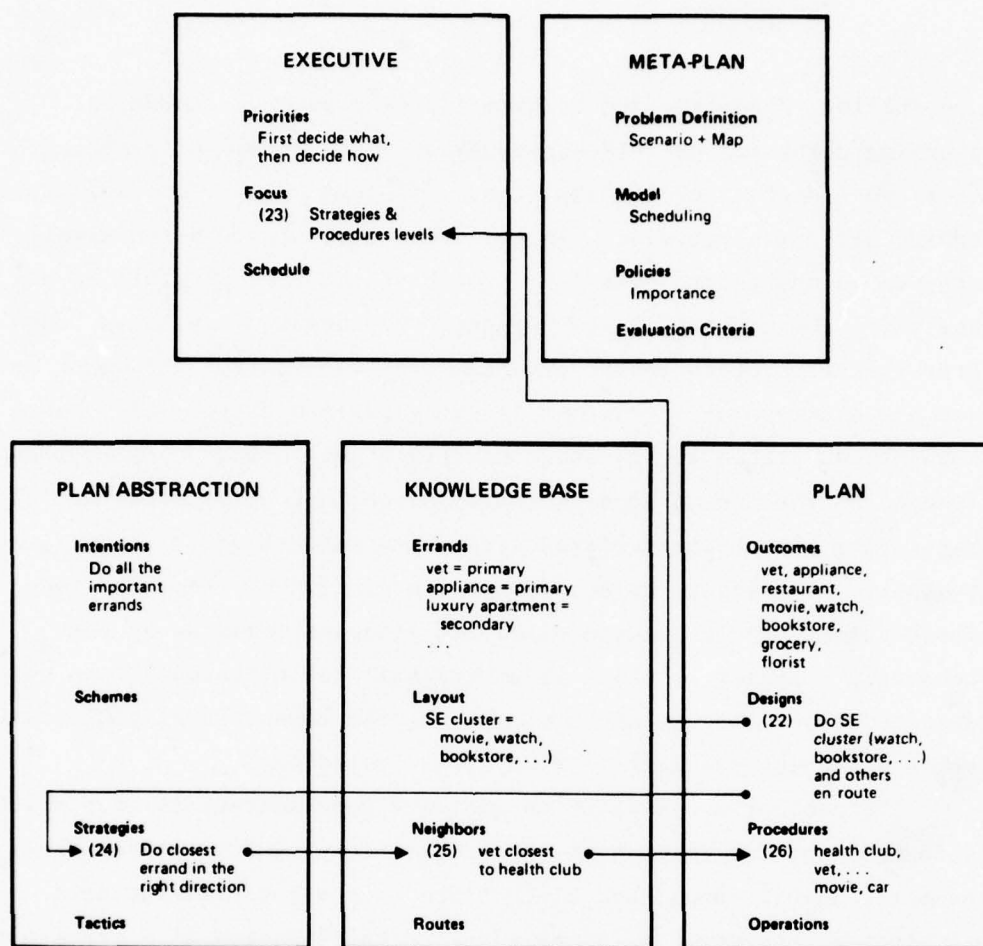 EXECUTIVE
Priorities
First decide what,
then decide how
Focus
(23) Strategies &
Procedures levels
Schedule
META-PLAN
Problem Definition
Scenario + Map
Model
Scheduling
Policies
Importance
Evaluation Criteria
PLAN ABSTRACTION
Intentions
Do all the
important
errands
Schemes
Strategies
(24) Do closest
errand in the
right direction
Tactics
KNOWLEDGE BASE
Errands
vet = primary
appliance = primary
luxury apartment =
secondary
. . .
Layout
SE cluster =
movie, watch,
bookstore, . . .)
Neighbors
(25) vet closest
to health club
Routes
PLAN
Outcomes
vet, appliance,
restaurant,
movie, watch,
bookstore,
grocery,
florist
Designs
(22) Do SE
cluster (watch,
bookstore, . . .)
and others
en route
Procedures
(26) health club,
vet, . . .
movie, car
Operations